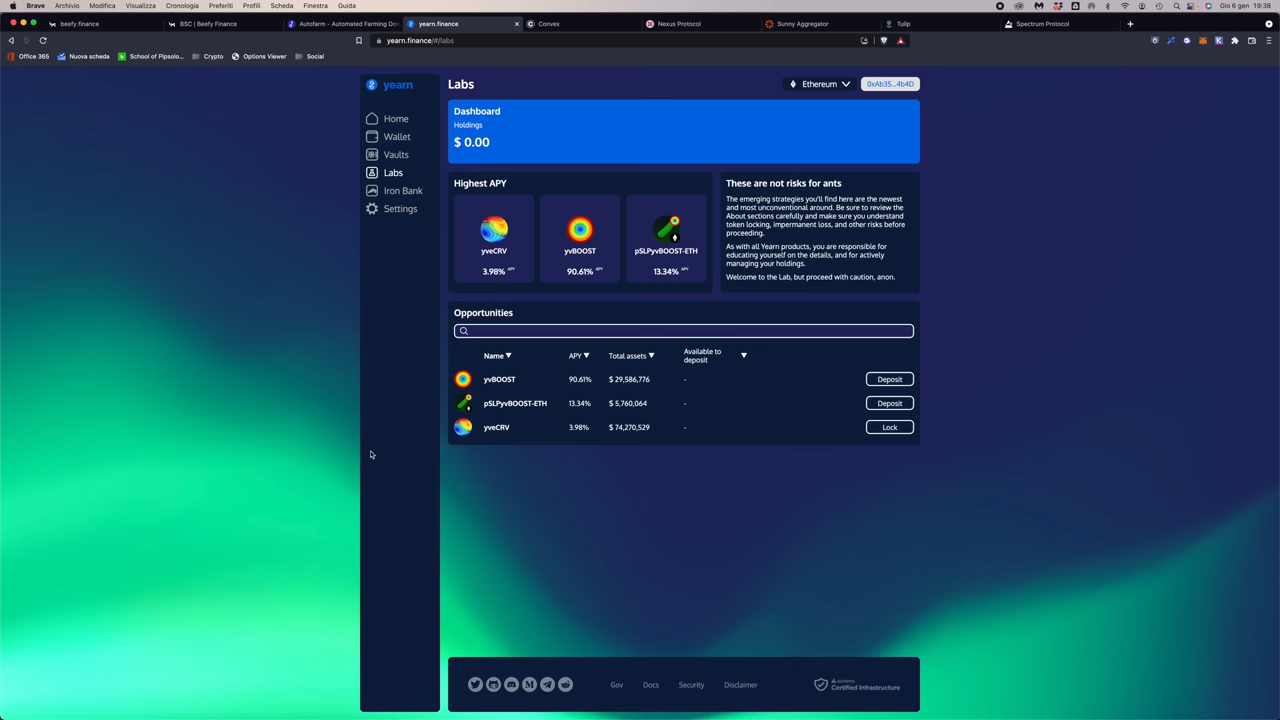 Brave Archivio Modifica Visualizza Cronologia Preferiti Profili Scheda Finestra Guida Gio 6 gen 19:38
beefy.finance BSC | Beefy Finance Autofarm - Automated Farming Do yearn.finance Convex Nexus Protocol Sunny Aggregator Tulip Spectrum Protocol
yearn.finance/#/labs
Office 365 Nuova scheda School of Pipsolo... Crypto Options Viewer Social
yearn
Home
Wallet
Vaults
Labs
Iron Bank
Settings
Labs
Ethereum 0xAb35...4b4D
Dashboard
Holdings
$ 0.00
Highest APY
yveCRV
3.98% APY
yvBOOST
90.61% APY
pSLPyvBOOST-ETH
13.34% APY
These are not risks for ants
The emerging strategies you'll find here are the newest
and most unconventional around. Be sure to review the
About sections carefully and make sure you understand
token locking, impermanent loss, and other risks before
proceeding.
As with all Yearn products, you are responsible for
educating yourself on the details, and for actively
managing your holdings.
Welcome to the Lab, but proceed with caution, anon.
Opportunities
Name APY Total assets Available to
deposit
yvBOOST 90.61% $ 29,586,776 - Deposit
pSLPyvBOOST-ETH 13.34% $ 5,760,064 - Deposit
yveCRV 3.98% $ 74,270,529 - Lock
Gov Docs Security Disclaimer
alchemy
Certified Infrastructure